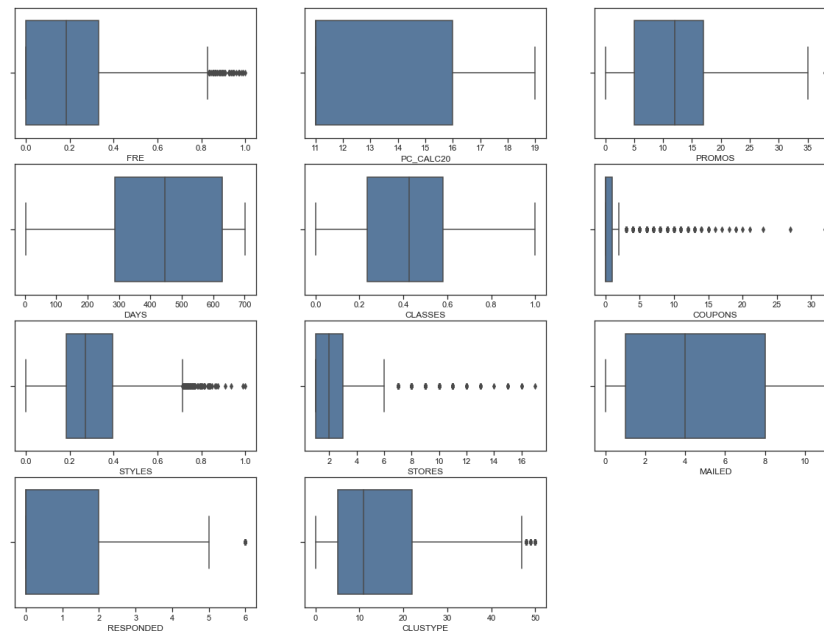 0.0 0.2 0.4 0.6 0.8 1.0
FRE
11 12 13 14 15 16 17 18 19
PC_CALC20
0 5 10 15 20 25 30 35
PROMOS
0 100 200 300 400 500 600 700
DAYS
0.0 0.2 0.4 0.6 0.8 1.0
CLASSES
0 5 10 15 20 25 30
COUPONS
0.0 0.2 0.4 0.6 0.8 1.0
STYLES
2 4 6 8 10 12 14 16
STORES
0 2 4 6 8 10
MAILED
0 1 2 3 4 5 6
RESPONDED
0 10 20 30 40 50
CLUSTYPE